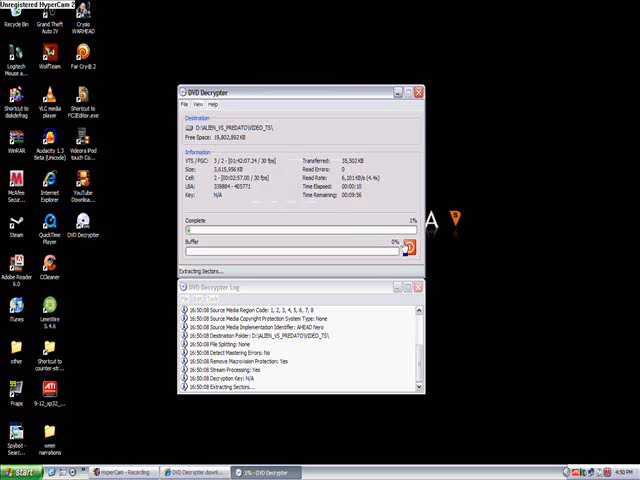 Unregistered HyperCam 2
Recycle Bin
Grand Theft Auto IV
Crysis WARHEAD
Logitech Mouse a...
WolfTeam
Far Cry® 2
Shortcut to diskdefrag
VLC media player
Shortcut to FC2Editor.exe
WinRAR
Audacity 1.3 Beta (Unicode)
Videora iPod touch Co...
McAfee Security
Internet Explorer
YouTube Downloa...
Steam
QuickTime Player
DVD Decrypter
Adobe Reader 6.0
CCleaner
iTunes
LimeWire 5.4.6
other
Shortcut to counter-str...
Fraps
9-12_xp32_...
Spybot - Sear...
wmm narrations
DVD Decrypter
File View Help
Destination
D:\ALIEN_VS_PREDATO\VIDEO_TS\
Free Space: 19,802,892 KB
Information
VTS / PGC: 3 / 2 - [01:42:07.24 / 30 fps] Transferred: 35,502 KB
Size: 3,615,956 KB Read Errors: 0
Cell: 2 - [00:02:57.00 / 30 fps] Read Rate: 6,101 KB/s (4.4x)
LBA: 339884 - 405771 Time Elapsed: 00:00:10
Key: N/A Time Remaining: 00:09:56
Complete 1%
Buffer 0%
Extracting Sectors...
DVD Decrypter Log
File Edit Tools
16:50:08 Source Media Region Code: 1, 2, 3, 4, 5, 6, 7, 8
16:50:08 Source Media Copyright Protection System Type: None
16:50:08 Source Media Implementation Identifier: AHEAD Nero
16:50:08 Destination Folder: D:\ALIEN_VS_PREDATO\VIDEO_TS\
16:50:08 File Splitting: None
16:50:08 Detect Mastering Errors: No
16:50:08 Remove Macrovision Protection: Yes
16:50:08 Stream Processing: Yes
16:50:08 Decryption Key: N/A
16:50:08 Extracting Sectors...
A
start
HyperCam - Recording
DVD Decrypter downl...
1% - DVD Decrypter
4:50 PM